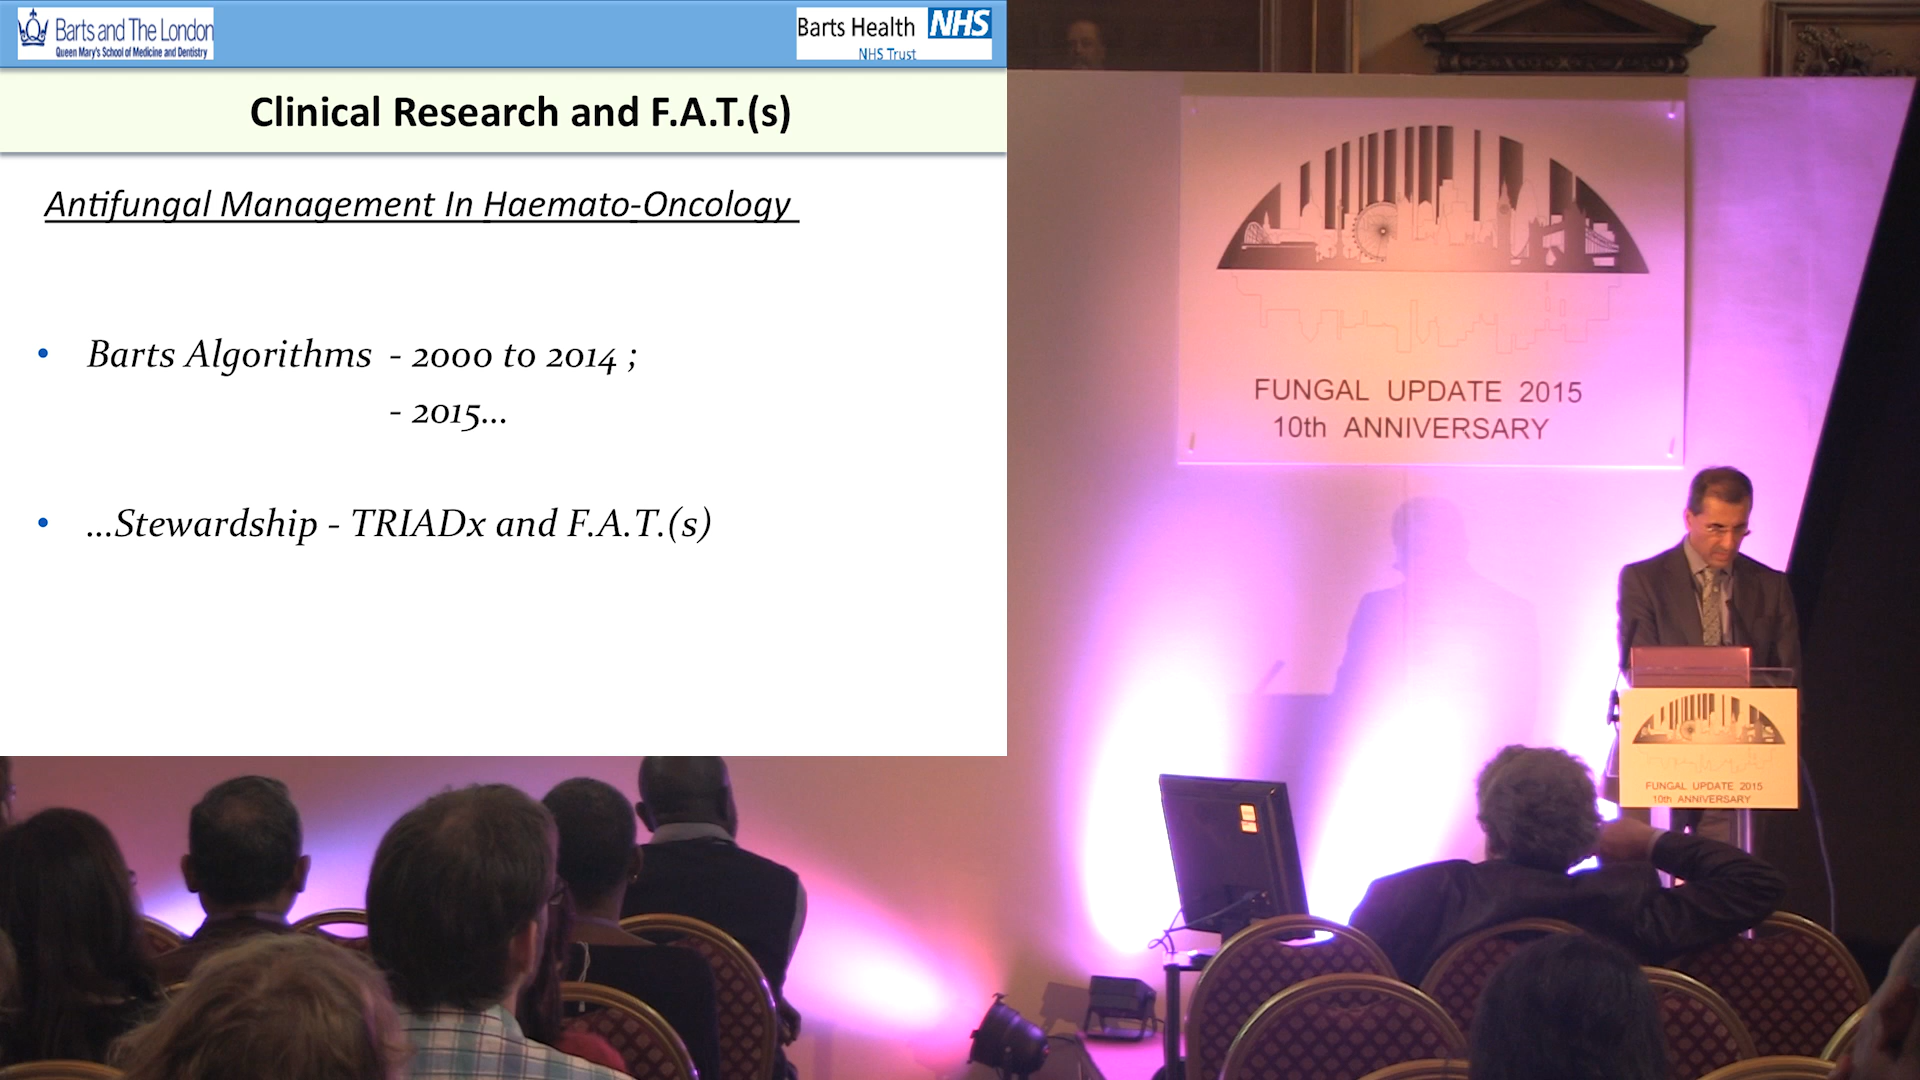 Barts and The London
Queen Mary's School of Medicine and Dentistry
Barts Health NHS
NHS Trust
Clinical Research and F.A.T.(s)
Antifungal Management In Haemato-Oncology
• Barts Algorithms - 2000 to 2014 ;
- 2015...
• ...Stewardship - TRIADx and F.A.T.(s)
FUNGAL UPDATE 2015
10th ANNIVERSARY
FUNGAL UPDATE 2015
10th ANNIVERSARY